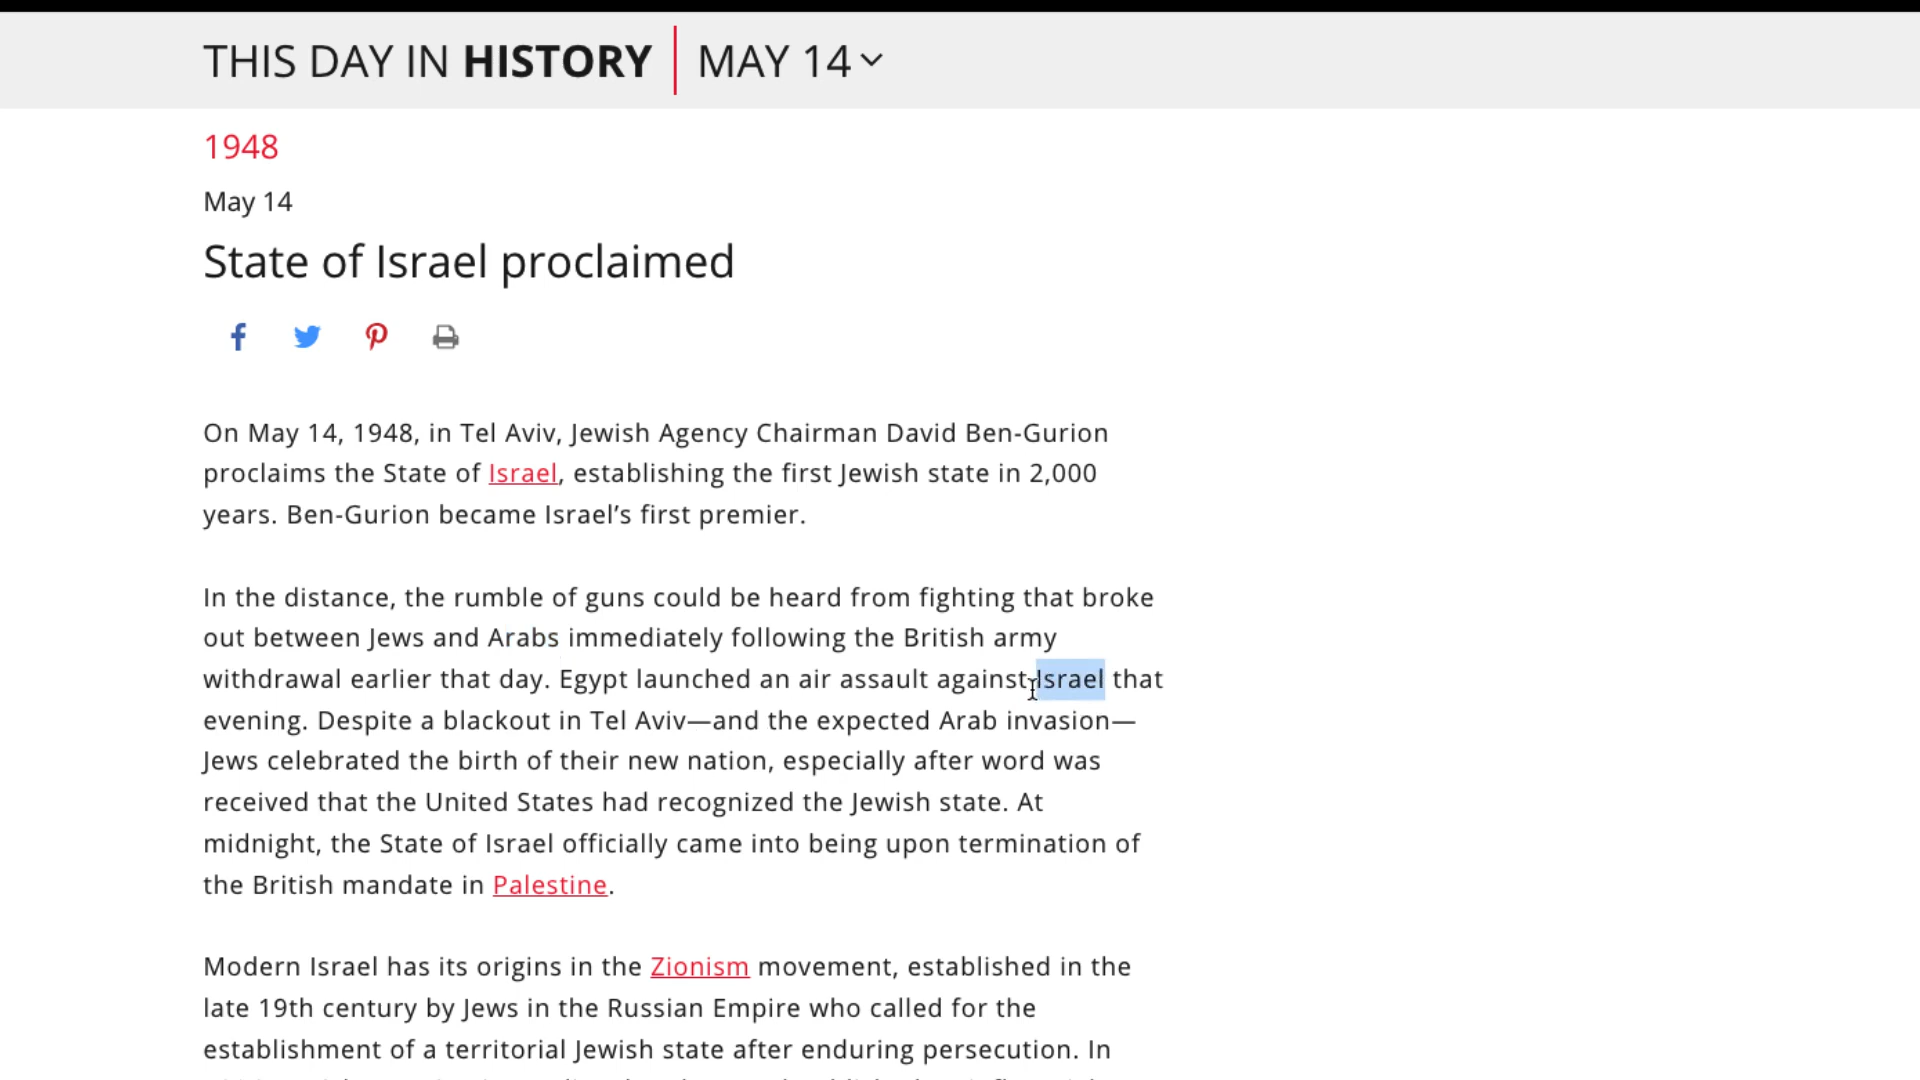 THIS DAY IN HISTORY MAY 14
1948
May 14
State of Israel proclaimed
On May 14, 1948, in Tel Aviv, Jewish Agency Chairman David Ben-Gurion
proclaims the State of Israel, establishing the first Jewish state in 2,000
years. Ben-Gurion became Israel’s first premier.
In the distance, the rumble of guns could be heard from fighting that broke
out between Jews and Arabs immediately following the British army
withdrawal earlier that day. Egypt launched an air assault against Israel that
evening. Despite a blackout in Tel Aviv—and the expected Arab invasion—
Jews celebrated the birth of their new nation, especially after word was
received that the United States had recognized the Jewish state. At
midnight, the State of Israel officially came into being upon termination of
the British mandate in Palestine.
Modern Israel has its origins in the Zionism movement, established in the
late 19th century by Jews in the Russian Empire who called for the
establishment of a territorial Jewish state after enduring persecution. In